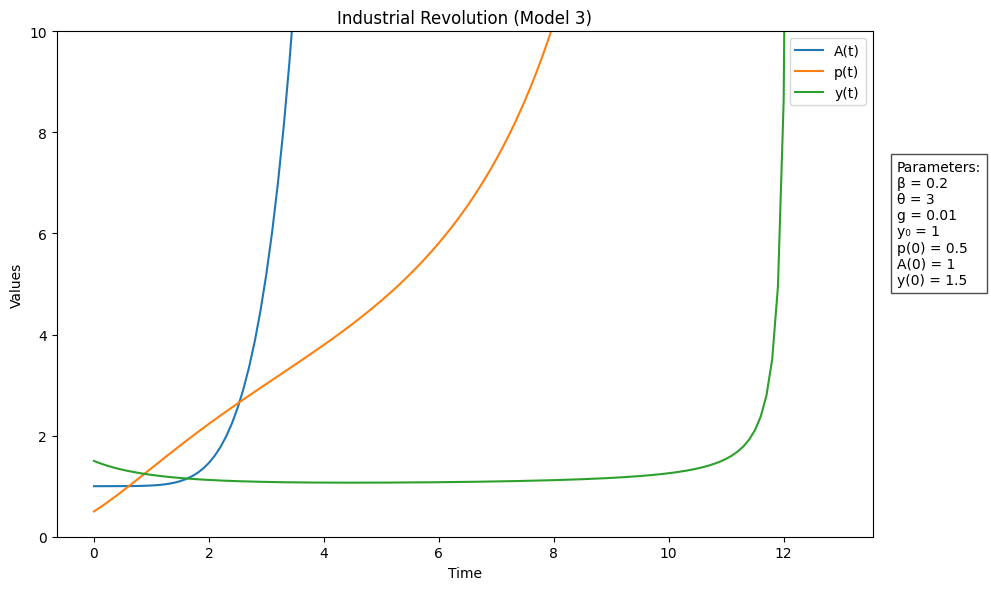 Industrial Revolution (Model 3)
Values
10
8
6
4
2
0
0
2
4
6
8
10
12
Time
A(t)
p(t)
y(t)
Parameters:
β = 0.2
θ = 3
g = 0.01
y₀ = 1
p(0) = 0.5
A(0) = 1
y(0) = 1.5